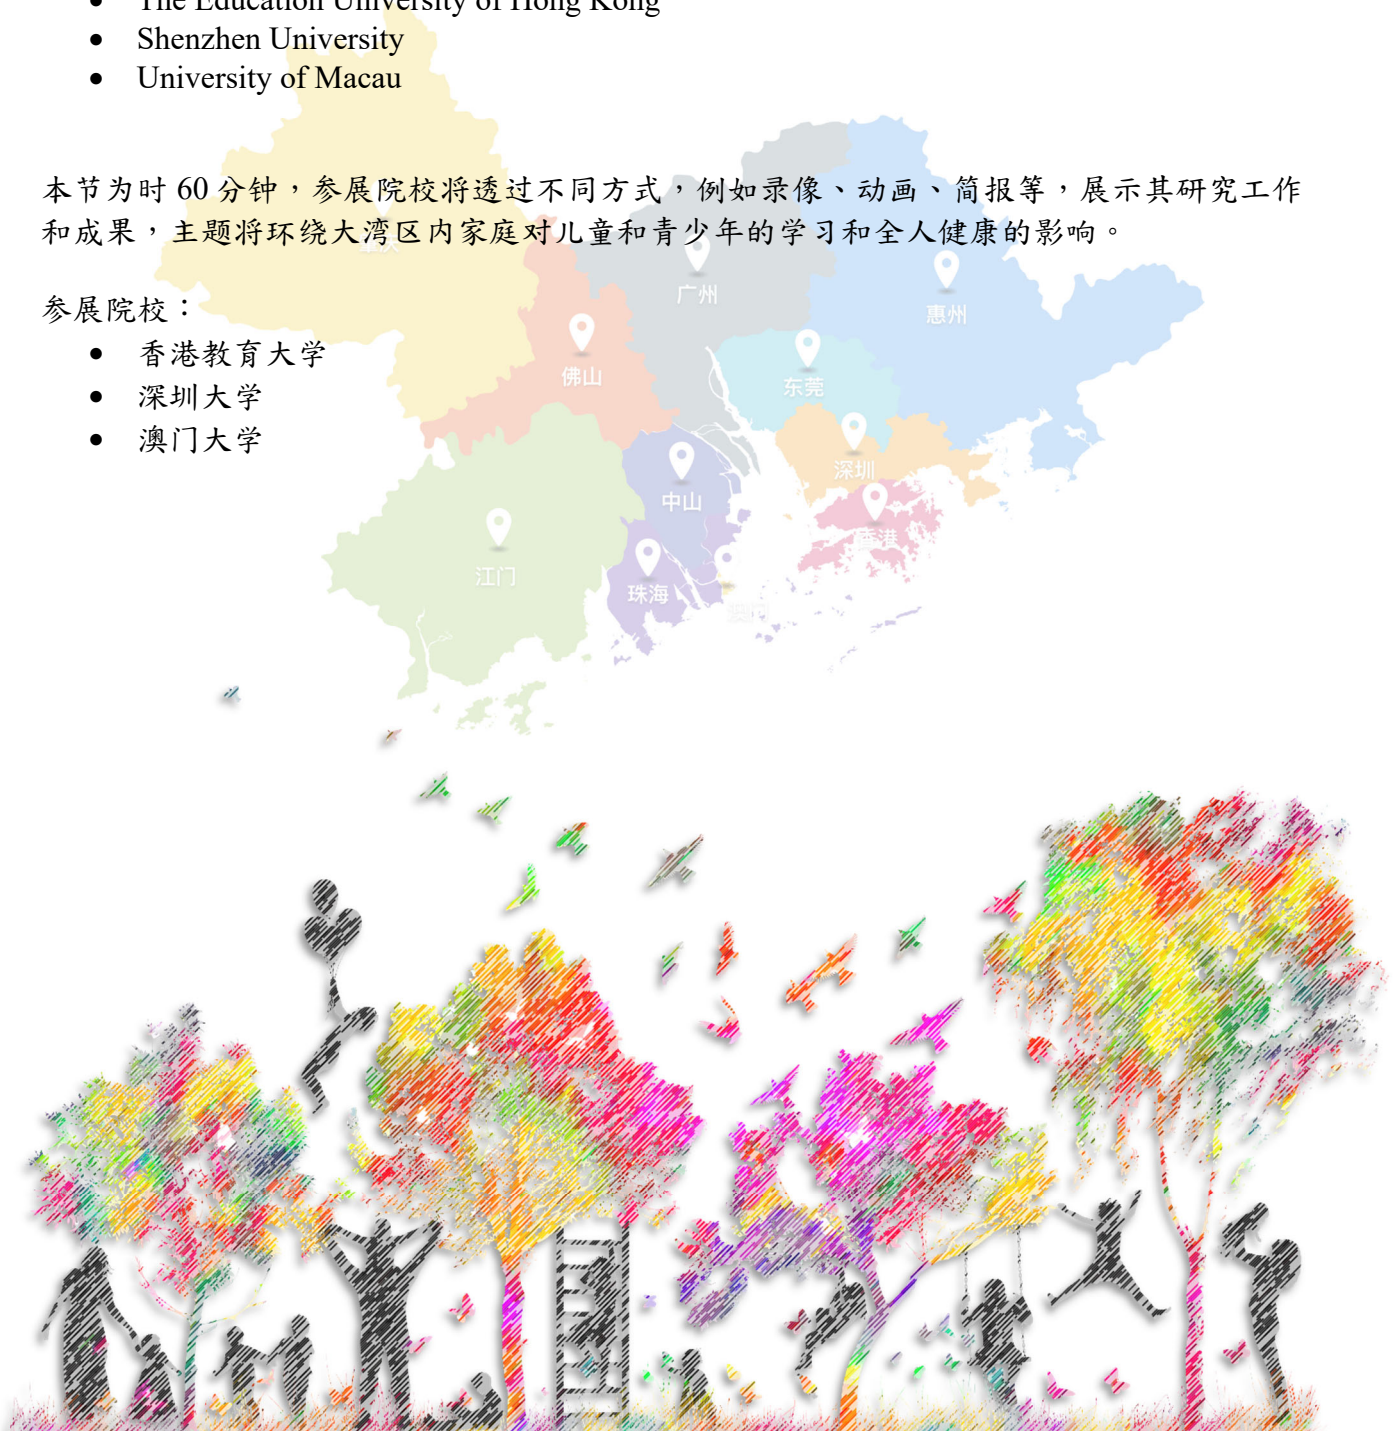 • The Education University of Hong Kong
• Shenzhen University
• University of Macau
本节为时 60 分钟，参展院校将透过不同方式，例如录像、动画、简报等，展示其研究工作
和成果，主题将环绕大湾区内家庭对儿童和青少年的学习和全人健康的影响。
参展院校：
• 香港教育大学
• 深圳大学
• 澳门大学
广州
惠州
佛山
东莞
深圳
中山
香港
江门
珠海
澳门